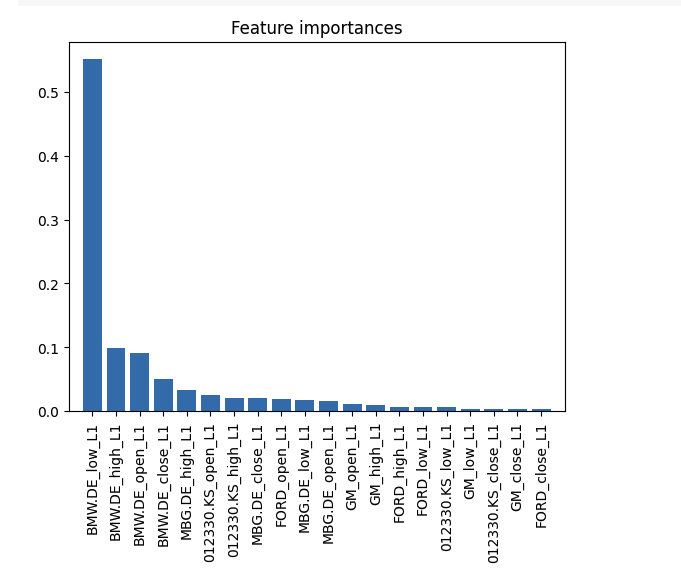 Feature importances
0.5
0.4
0.3
0.2
0.1
0.0
BMW.DE_low_L1
BMW.DE_high_L1
BMW.DE_open_L1
BMW.DE_close_L1
MBG.DE_high_L1
012330.KS_open_L1
012330.KS_high_L1
MBG.DE_close_L1
FORD_open_L1
MBG.DE_low_L1
MBG.DE_open_L1
GM_open_L1
GM_high_L1
FORD_high_L1
FORD_low_L1
012330.KS_low_L1
GM_low_L1
012330.KS_close_L1
GM_close_L1
FORD_close_L1